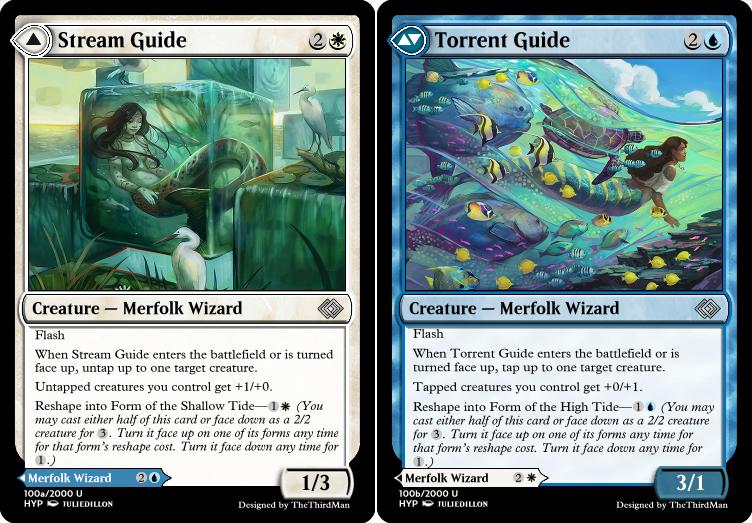 Stream Guide 2
Creature — Merfolk Wizard
Flash
When Stream Guide enters the battlefield or is turned
face up, untap up to one target creature.
Untapped creatures you control get +1/+0.
Reshape into Form of the Shallow Tide—1 (You
may cast either half of this card or face down as a 2/2
creature for 3. Turn it face up on one of its forms any
time for that form's reshape cost. Turn it face down any time for
1.)
Merfolk Wizard 2
1/3
100a/2000 U
HYP JULIEDILLON
Designed by TheThirdMan
Torrent Guide 2
Creature — Merfolk Wizard
Flash
When Torrent Guide enters the battlefield or is
turned face up, tap up to one target creature.
Tapped creatures you control get +0/+1.
Reshape into Form of the High Tide—1 (You may
cast either half of this card or face down as a 2/2
creature for 3. Turn it face up on one of its forms any time
for that form's reshape cost. Turn it face down any time for
1.)
Merfolk Wizard 2
3/1
100b/2000 U
HYP JULIEDILLON
Designed by TheThirdMan